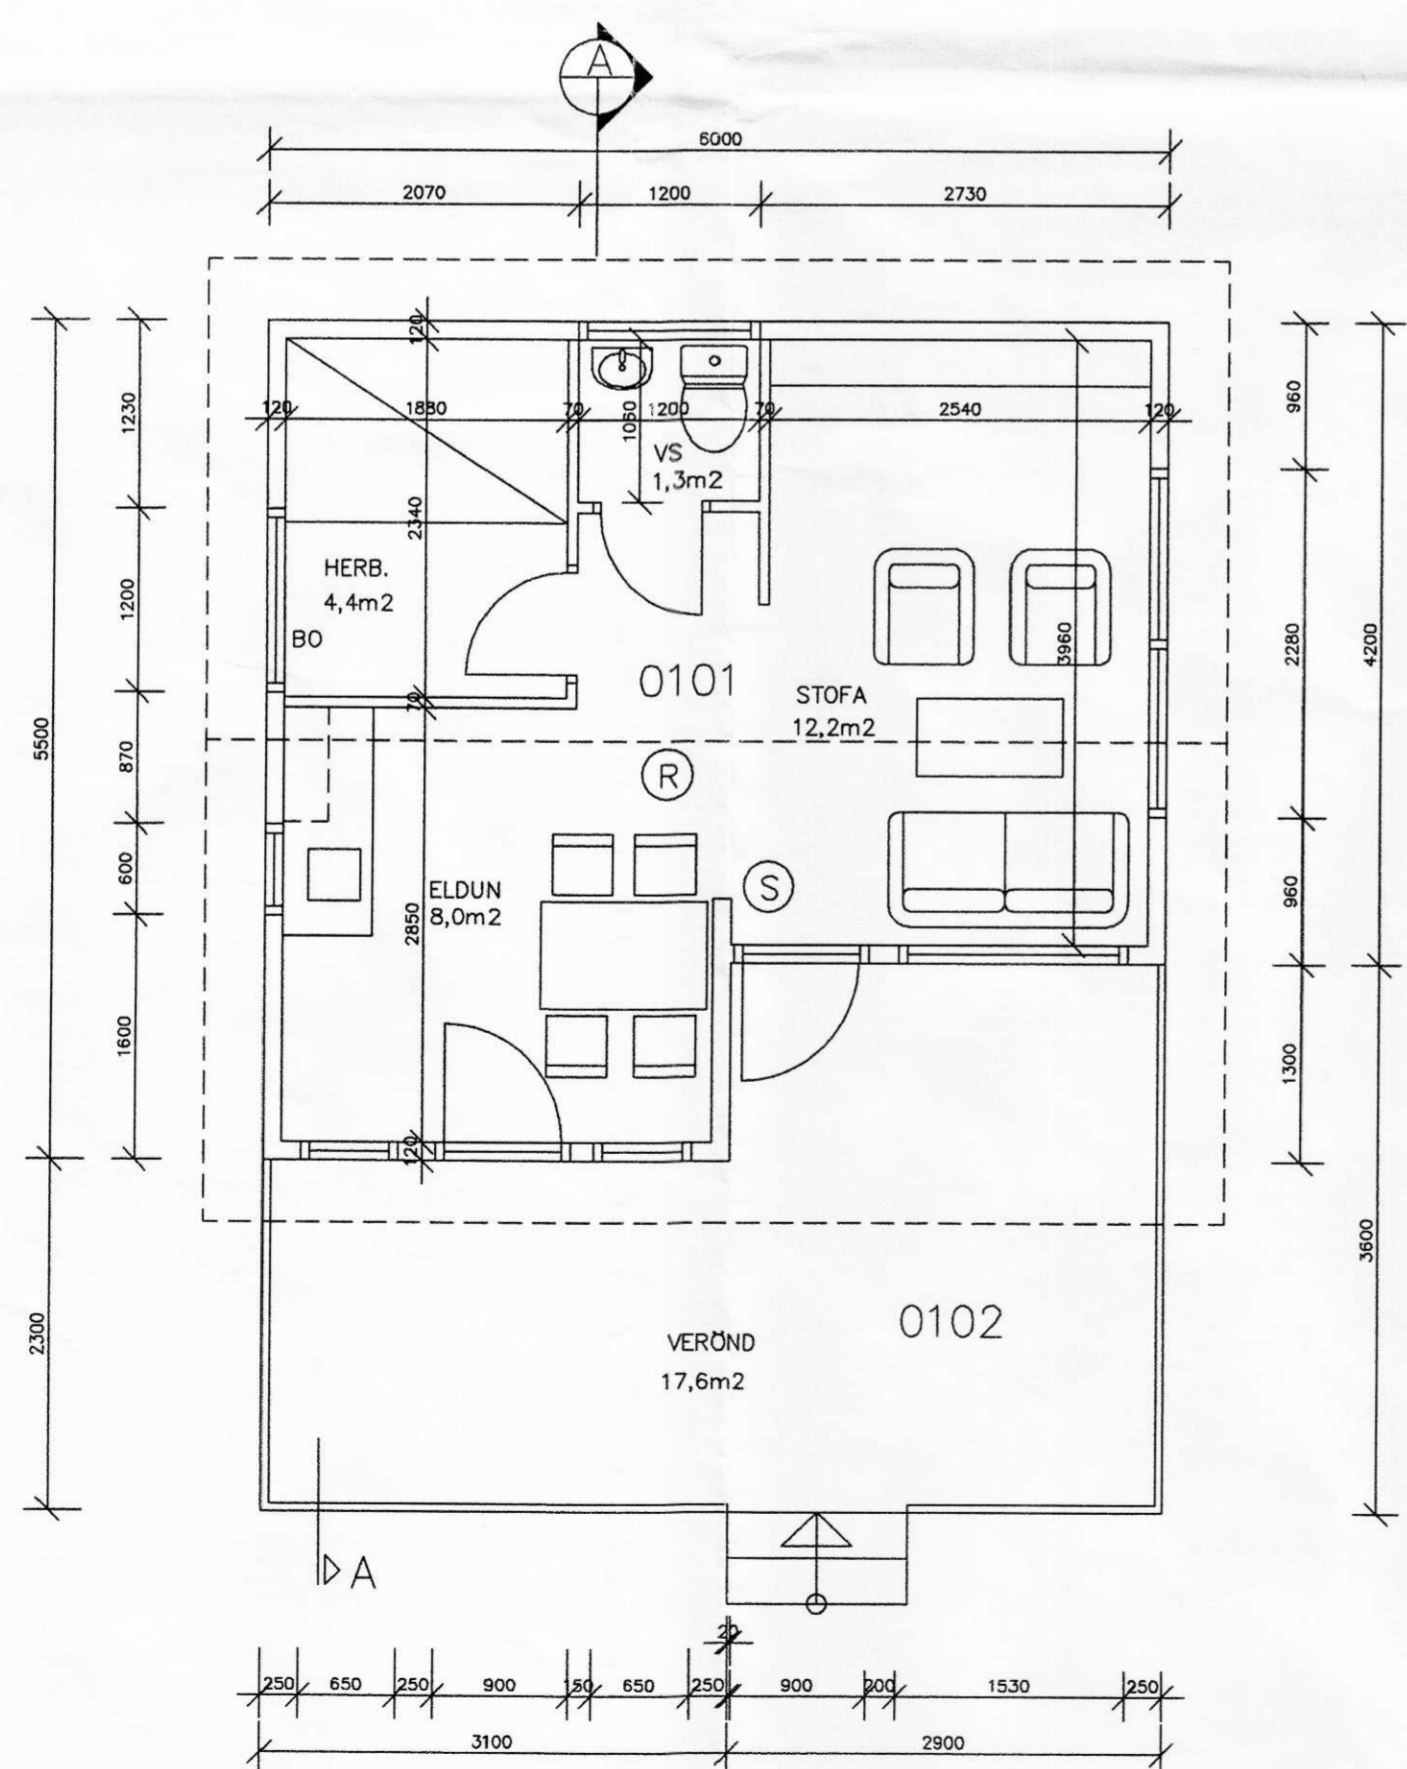 A
6000
2070 1200 2730
120
120 1880 70 1200 70 2540 120
1060
VS
1,3m2
2340
HERB.
4,4m2
BO
70
0101
STOFA
12,2m2
3960
R
S
ELDUN
8,0m2
2850
120
1230
1200
870
600
1600
5500
2300
960
2280
960
1300
4200
3600
0102
VERÖND
17,6m2
A
20
250 650 250 900 150 650 250 900 200 1530 250
3100 2900